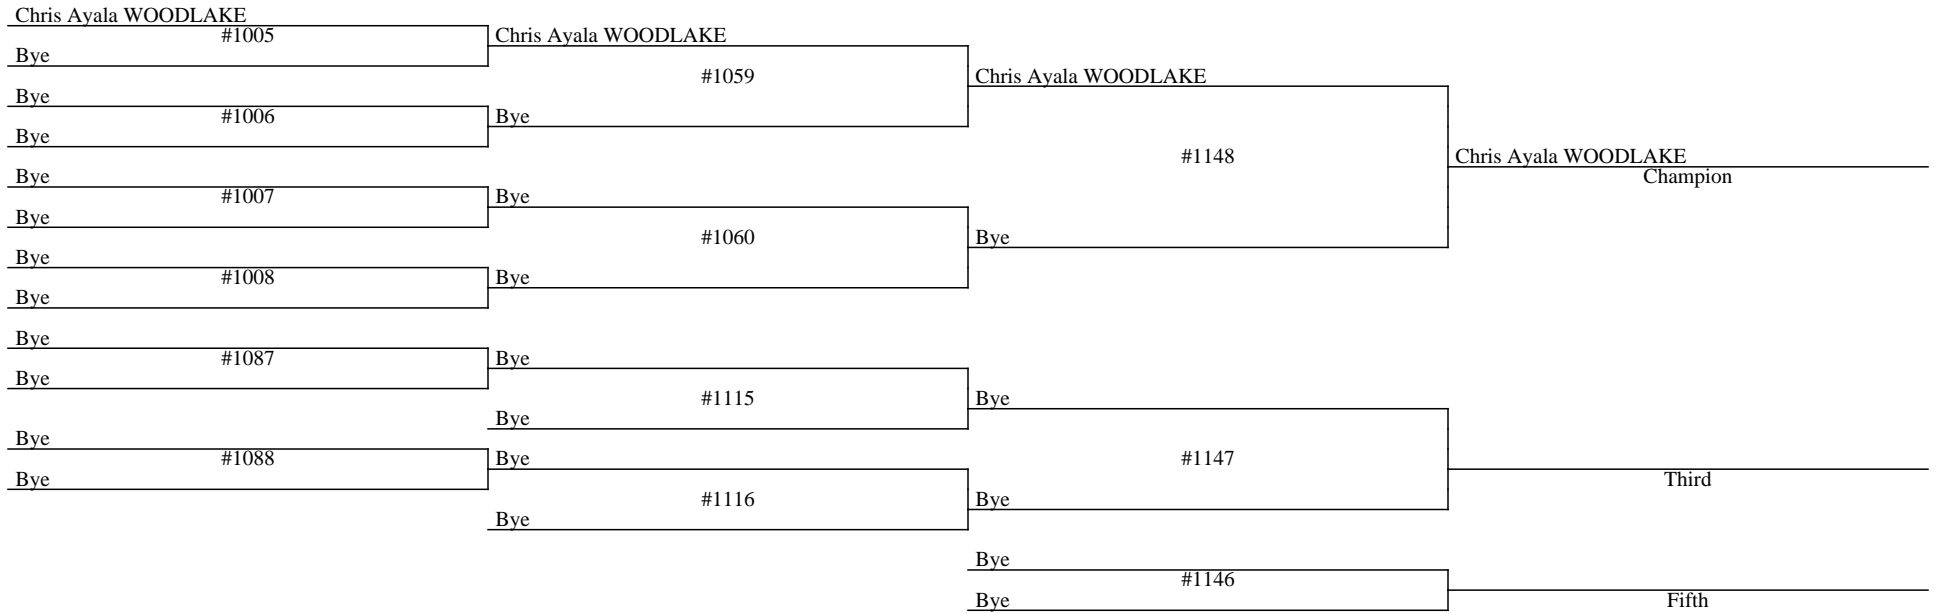 Chris Ayala WOODLAKE
#1005
Bye
Bye
#1006
Bye
Bye
#1007
Bye
Bye
#1008
Bye
Bye
#1087
Bye
Bye
#1088
Bye
Chris Ayala WOODLAKE
#1059
Bye
Bye
#1060
Bye
Bye
#1115
Bye
Bye
#1116
Bye
Chris Ayala WOODLAKE
#1148
Bye
Bye
#1147
Bye
Bye
#1146
Bye
Chris Ayala WOODLAKE
Champion
Third
Fifth